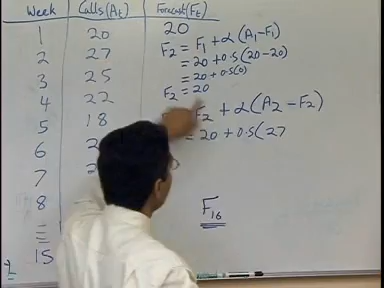 Week Calls(At) Forecast(Ft)
1 20 20
2 27 F2 = F1 + α(A1-F1)
= 20 + 0.5(20-20)
3 25 = 20 + 0.5(0)
4 22 F2 = 20
F2 + α(A2-F2)
5 18 = 20 + 0.5(27
6
7
8 F16
15